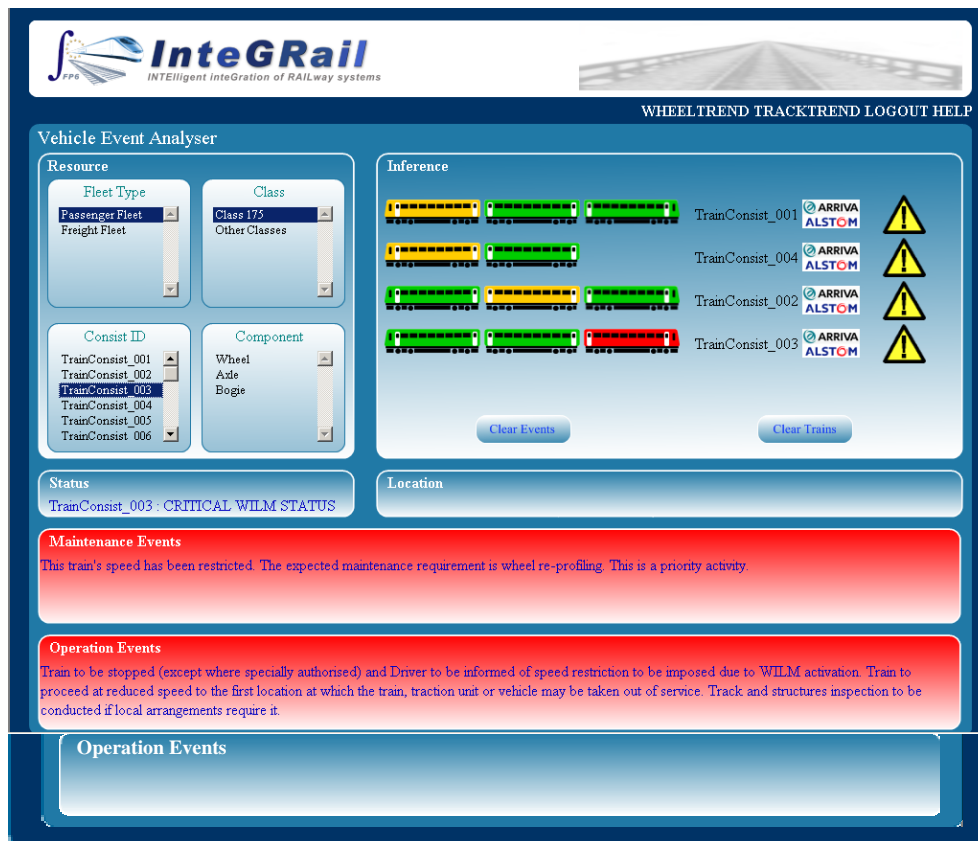 FP6
InteGRail
INTElligent inteGration of RAILway systems
WHEELTREND TRACKTREND LOGOUT HELP
Vehicle Event Analyser
Resource
Fleet Type
Passenger Fleet
Freight Fleet
Class
Class 175
Other Classes
Consist ID
TrainConsist_001
TrainConsist_002
TrainConsist_003
TrainConsist_004
TrainConsist_005
TrainConsist 006
Component
Wheel
Axle
Bogie
Inference
TrainConsist_001 ARRIVA
ALSTOM
TrainConsist_004 ARRIVA
ALSTOM
TrainConsist_002 ARRIVA
ALSTOM
TrainConsist_003 ARRIVA
ALSTOM
Clear Events
Clear Trains
Status
TrainConsist_003 : CRITICAL WILM STATUS
Location
Maintenance Events
This train's speed has been restricted. The expected maintenance requirement is wheel re-profiling. This is a priority activity.
Operation Events
Train to be stopped (except where specially authorised) and Driver to be informed of speed restriction to be imposed due to WILM activation. Train to
proceed at reduced speed to the first location at which the train, traction unit or vehicle may be taken out of service. Track and structures inspection to be
conducted if local arrangements require it.
Operation Events